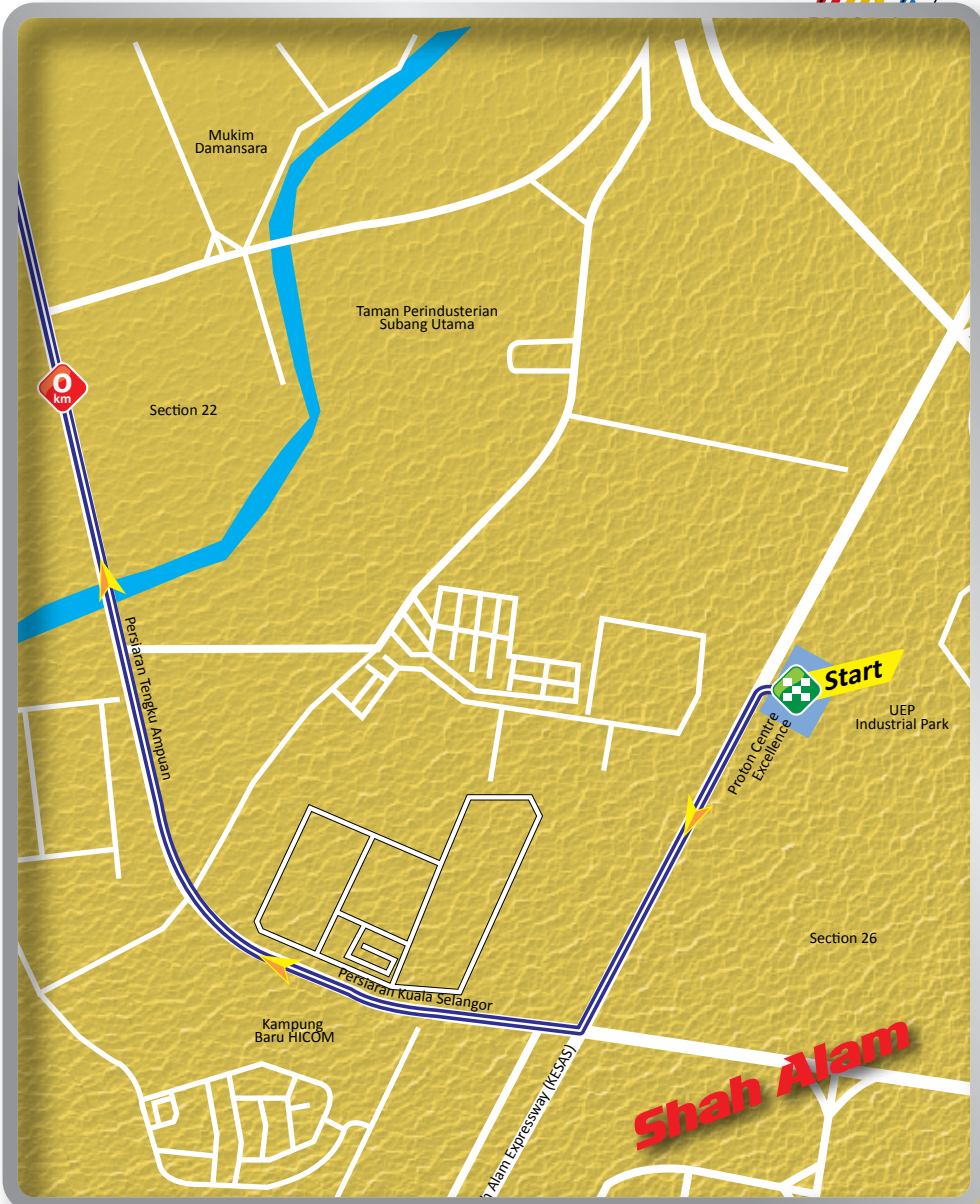 Mukim
Damansara
Taman Perindusterian
Subang Utama
0
km
Section 22
Persiaran Tengku Ampuan
Start
UEP
Industrial Park
Proton Centre
Excellence
Section 26
Persiaran Kuala Selangor
Kampung
Baru HICOM
Alam Expressway (KESAS)
Shah Alam